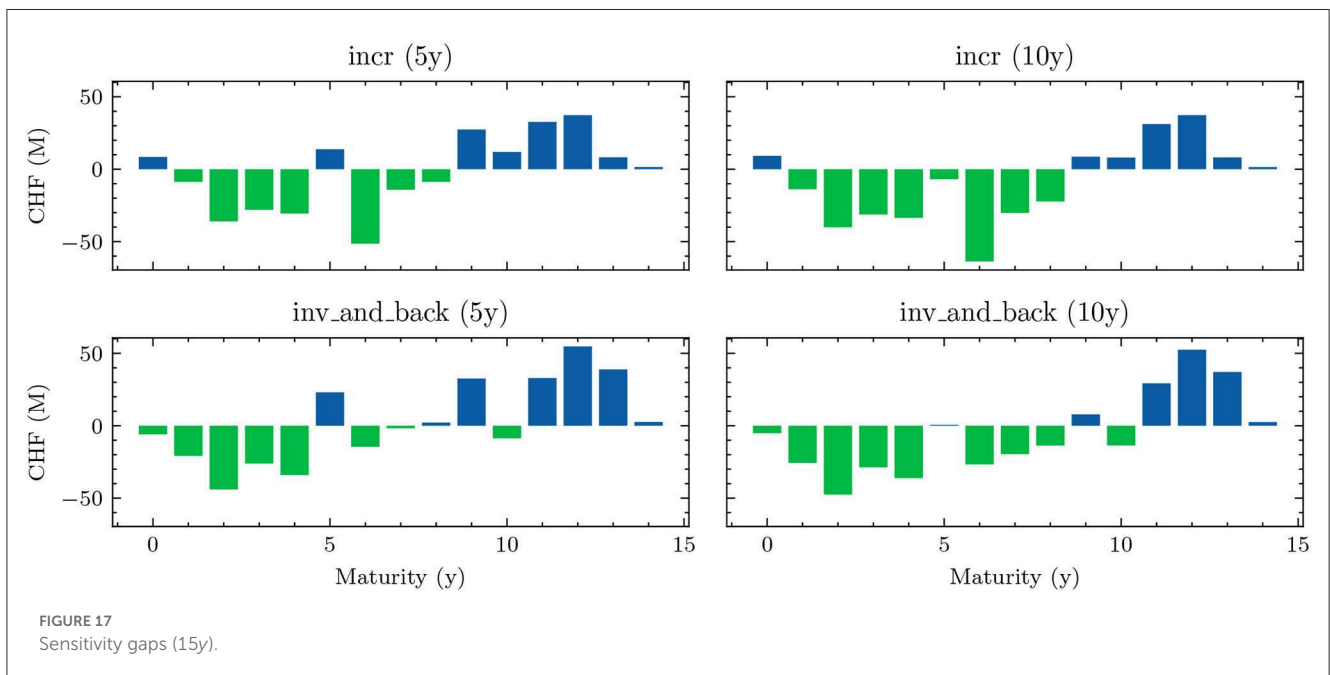 incr (5y)
incr (10y)
CHF (M)
50
0
−50
inv_and_back (5y)
inv_and_back (10y)
CHF (M)
50
0
−50
0 5 10 15
0 5 10 15
Maturity (y)
Maturity (y)
FIGURE 17
Sensitivity gaps (15y).